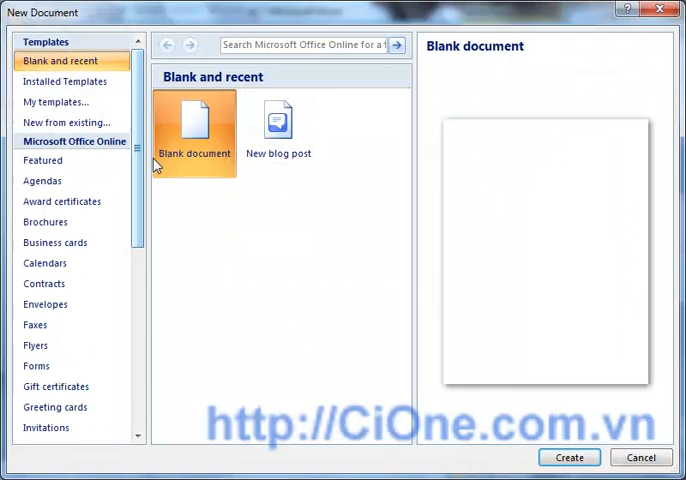 New Document
Templates
Blank and recent
Installed Templates
My templates...
New from existing...
Microsoft Office Online
Featured
Agendas
Award certificates
Brochures
Business cards
Calendars
Contracts
Envelopes
Faxes
Flyers
Forms
Gift certificates
Greeting cards
Invitations
Search Microsoft Office Online for a t
Blank and recent
Blank document
New blog post
Blank document
http://CiOne.com.vn
Create
Cancel